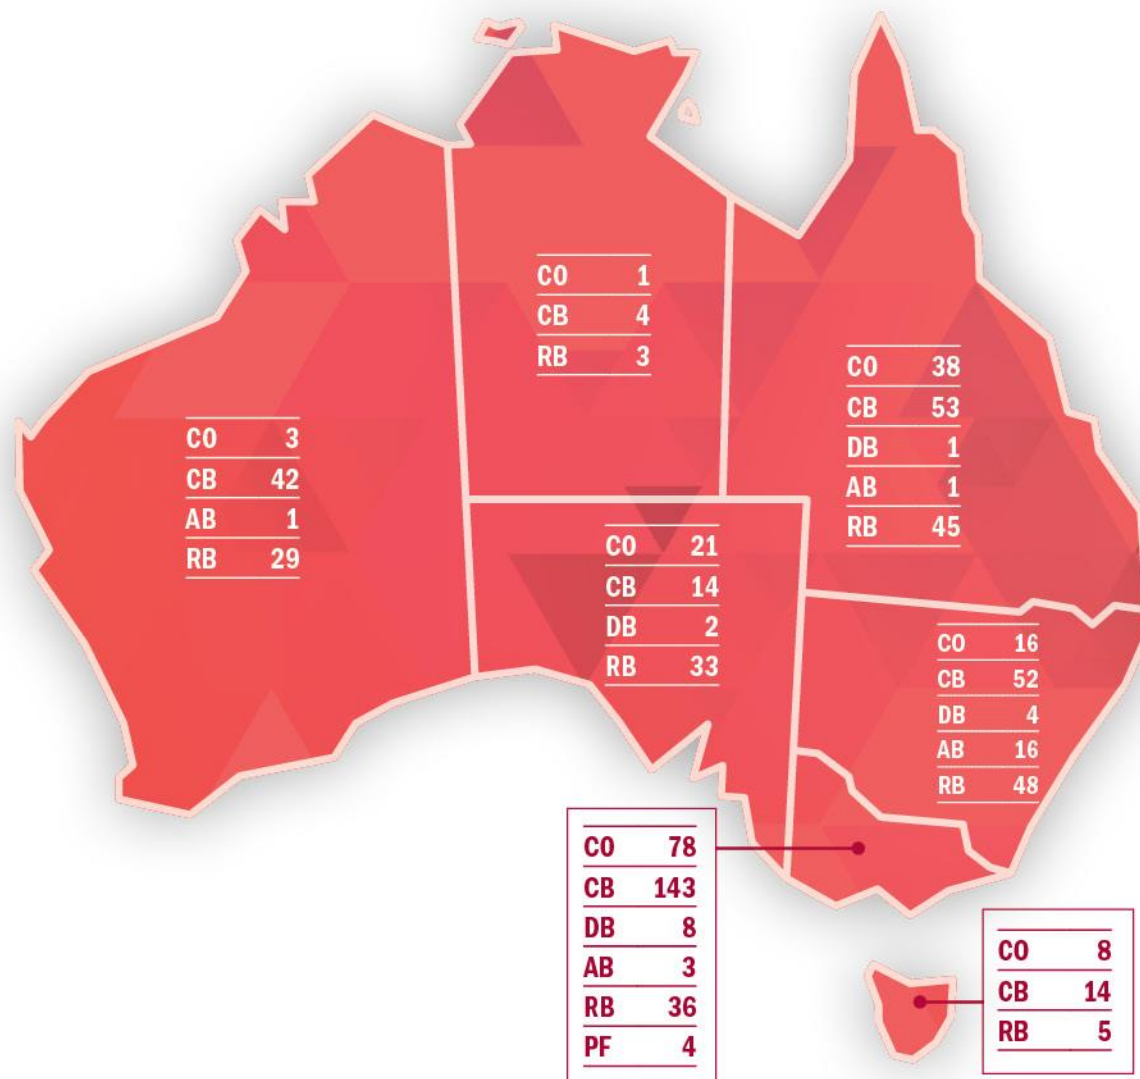 CO 1
CB 4
RB 3
CO 38
CB 53
DB 1
AB 1
RB 45
CO 3
CB 42
AB 1
RB 29
CO 21
CB 14
DB 2
RB 33
CO 16
CB 52
DB 4
AB 16
RB 48
CO 78
CB 143
DB 8
AB 3
RB 36
PF 4
CO 8
CB 14
RB 5